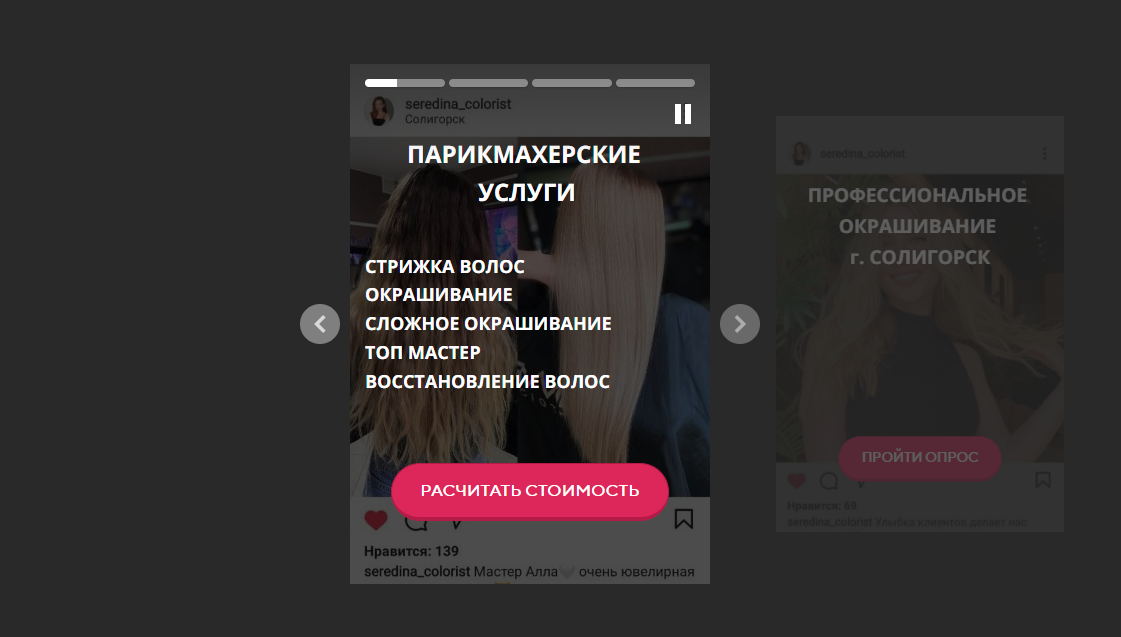 seredina_colorist
Солигорск
ПАРИКМАХЕРСКИЕ
УСЛУГИ
СТРИЖКА ВОЛОС
ОКРАШИВАНИЕ
СЛОЖНОЕ ОКРАШИВАНИЕ
ТОП МАСТЕР
ВОССТАНОВЛЕНИЕ ВОЛОС
РАСЧИТАТЬ СТОИМОСТЬ
Нравится: 139
seredina_colorist Мастер Алла🤍 очень ювелирная
seredina_colorist
ПРОФЕССИОНАЛЬНОЕ
ОКРАШИВАНИЕ
г. СОЛИГОРСК
ПРОЙТИ ОПРОС
Нравится: 69
seredina_colorist Улыбка клиентов делает нас